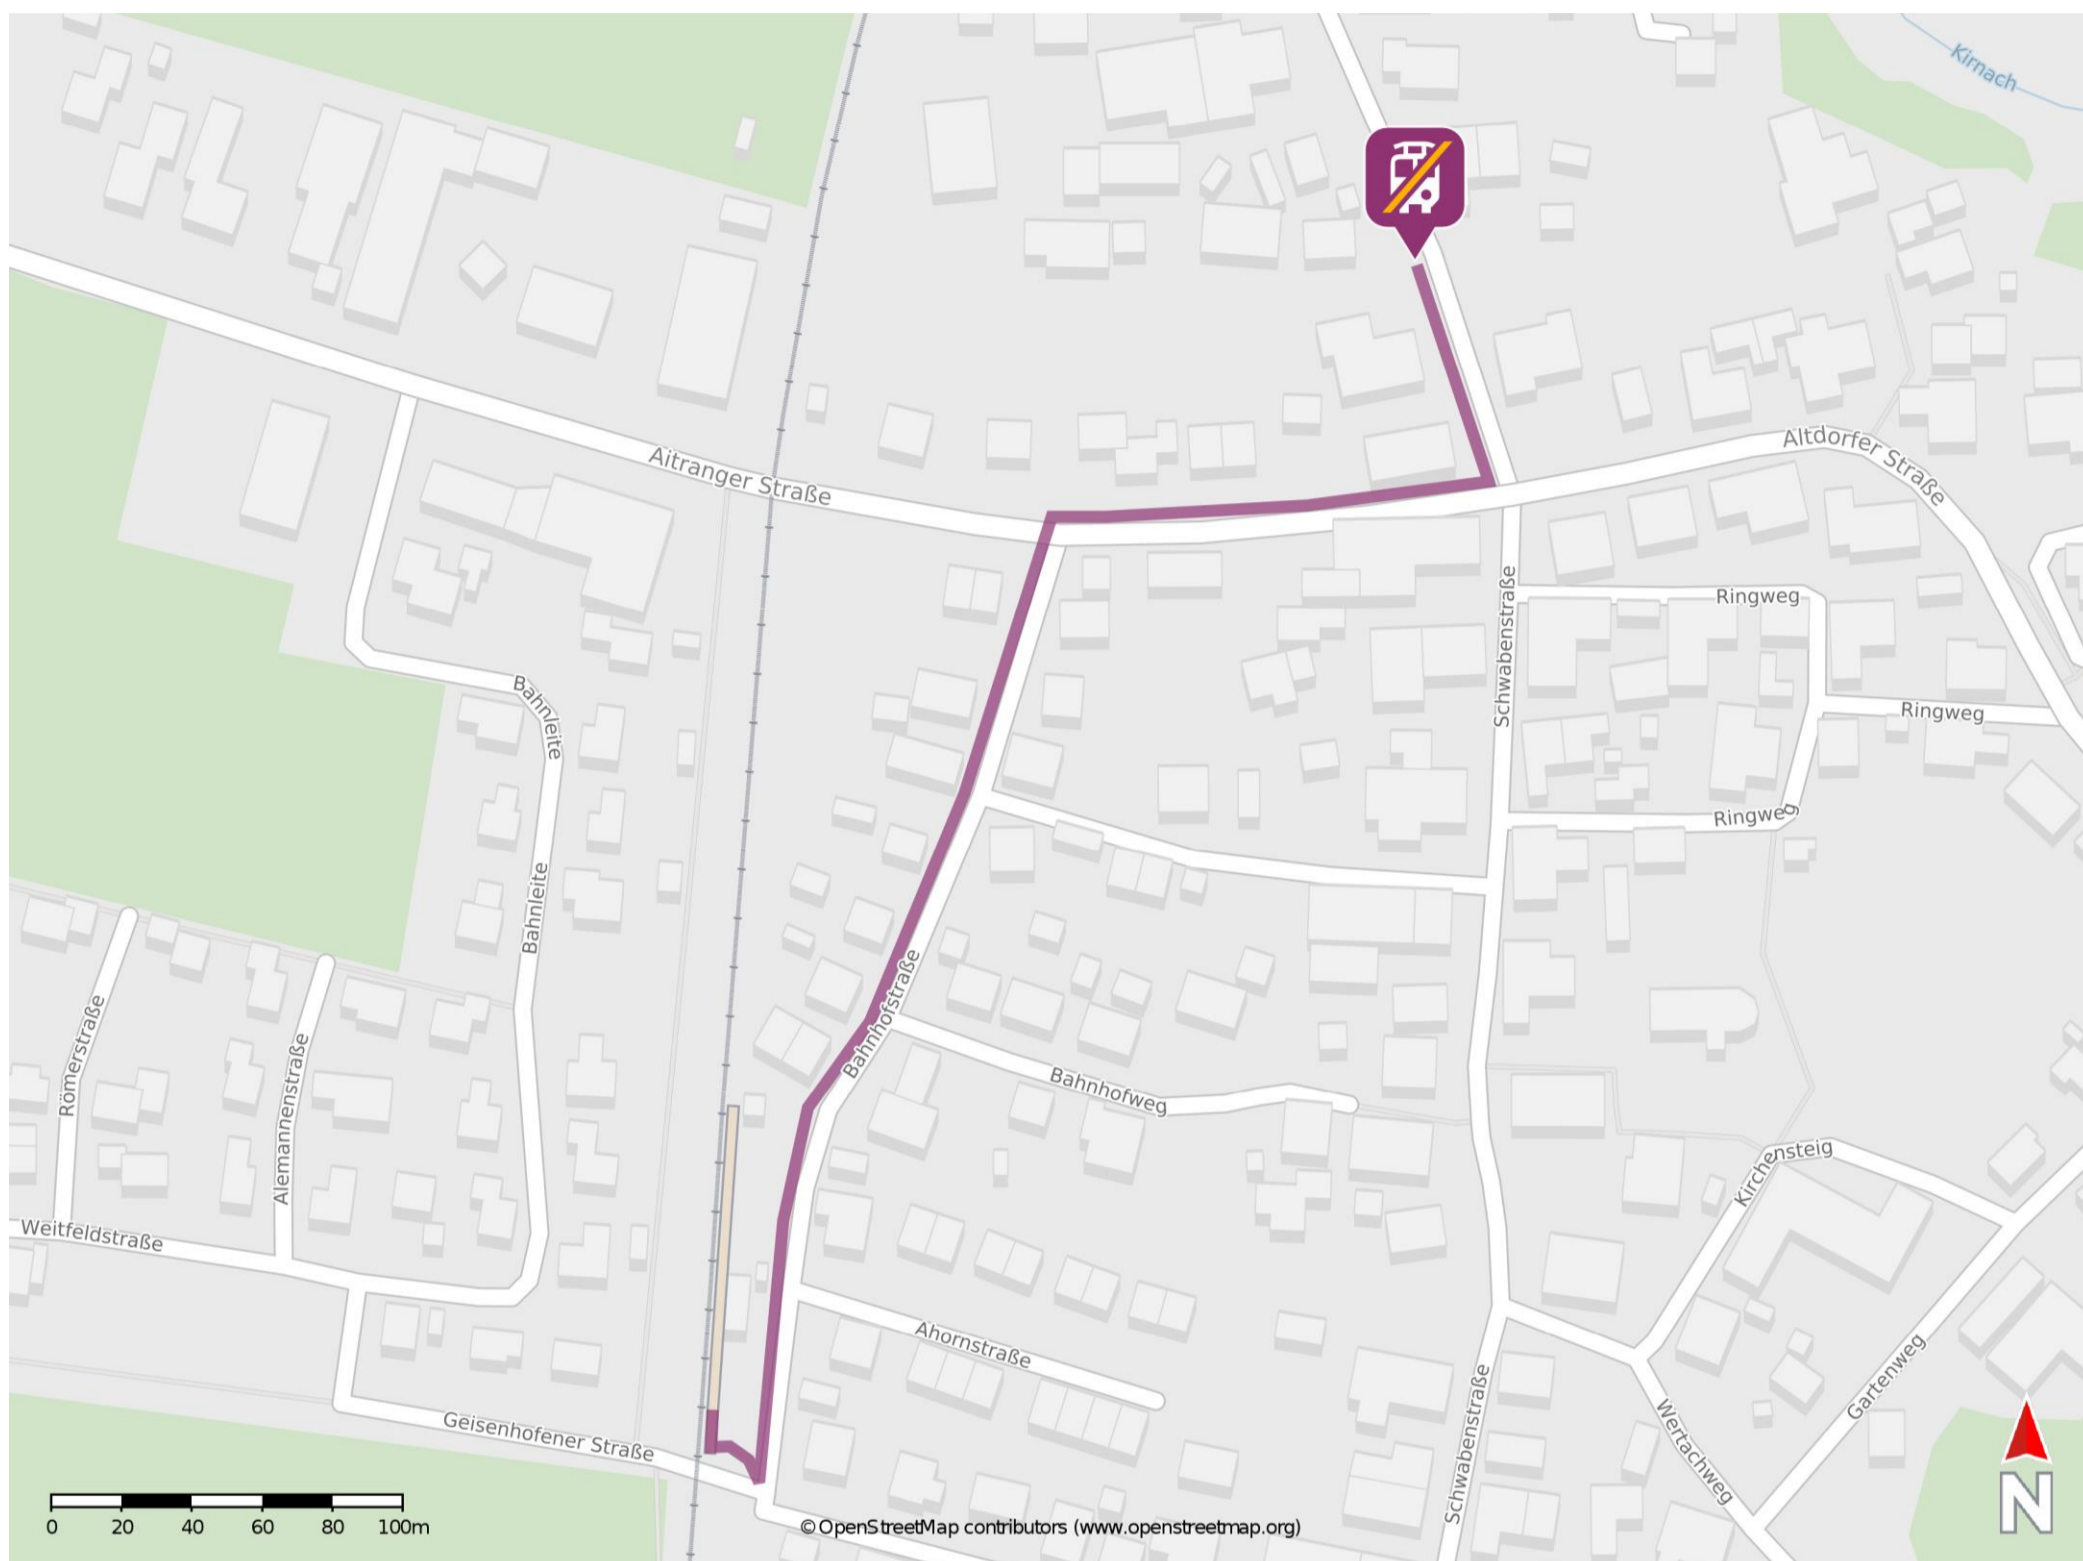 Kirnach
Aitranger Straße
Altdorfer Straße
Ringweg
Schwabenstraße
Bahnleite
Ringweg
Ringweg
Bahnleite
Bahnhofstraße
Römerstraße
Alemannenstraße
Bahnhofweg
Kirchensteig
Weitfeldstraße
Ahornstraße
Gartenweg
Geisenhofener Straße
Schwabenstraße
Wertachweg
N
0 20 40 60 80 100m
© OpenStreetMap contributors (www.openstreetmap.org)